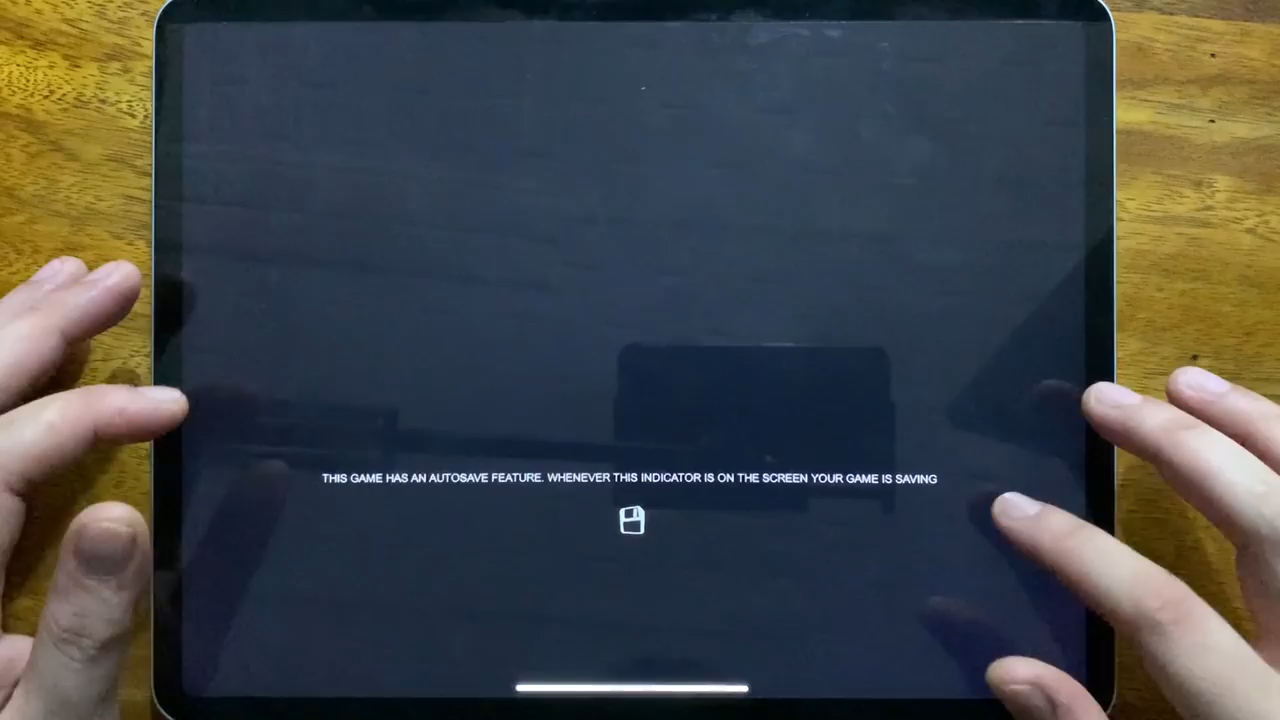 THIS GAME HAS AN AUTOSAVE FEATURE. WHENEVER THIS INDICATOR IS ON THE SCREEN YOUR GAME IS SAVING